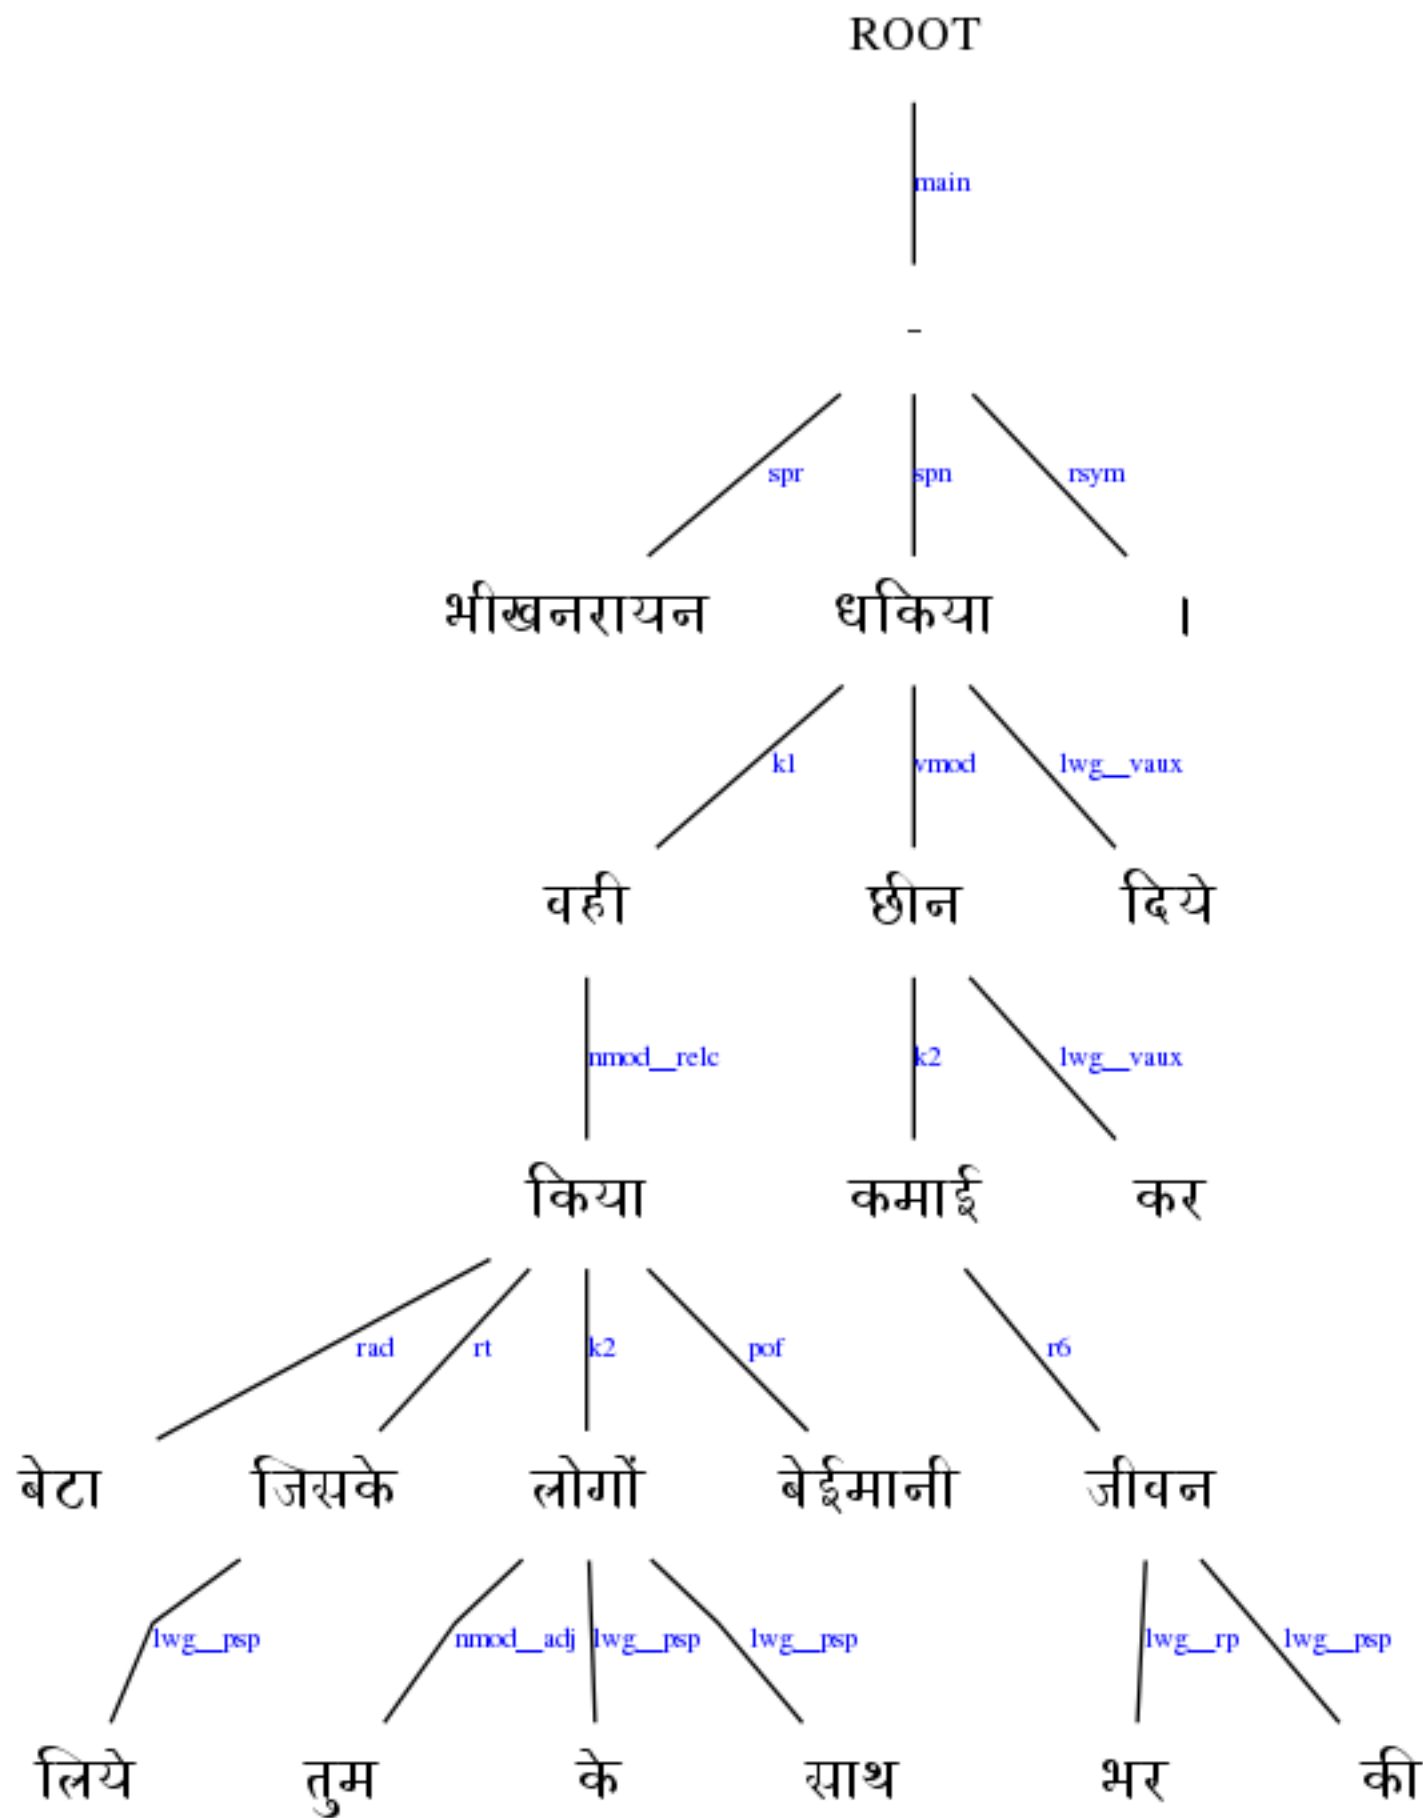 ROOT
main
-
spr spn rsym
भीखनरायन धकिया ।
k1 vmod lwg__vaux
वही छीन दिये
nmod__relc k2 lwg__vaux
किया कमाई कर
rad rt k2 pof r6
बेटा जिसके लोगों बेईमानी जीवन
lwg__psp nmod__adj lwg__psp lwg__psp lwg__rp lwg__psp
लिये तुम के साथ भर की